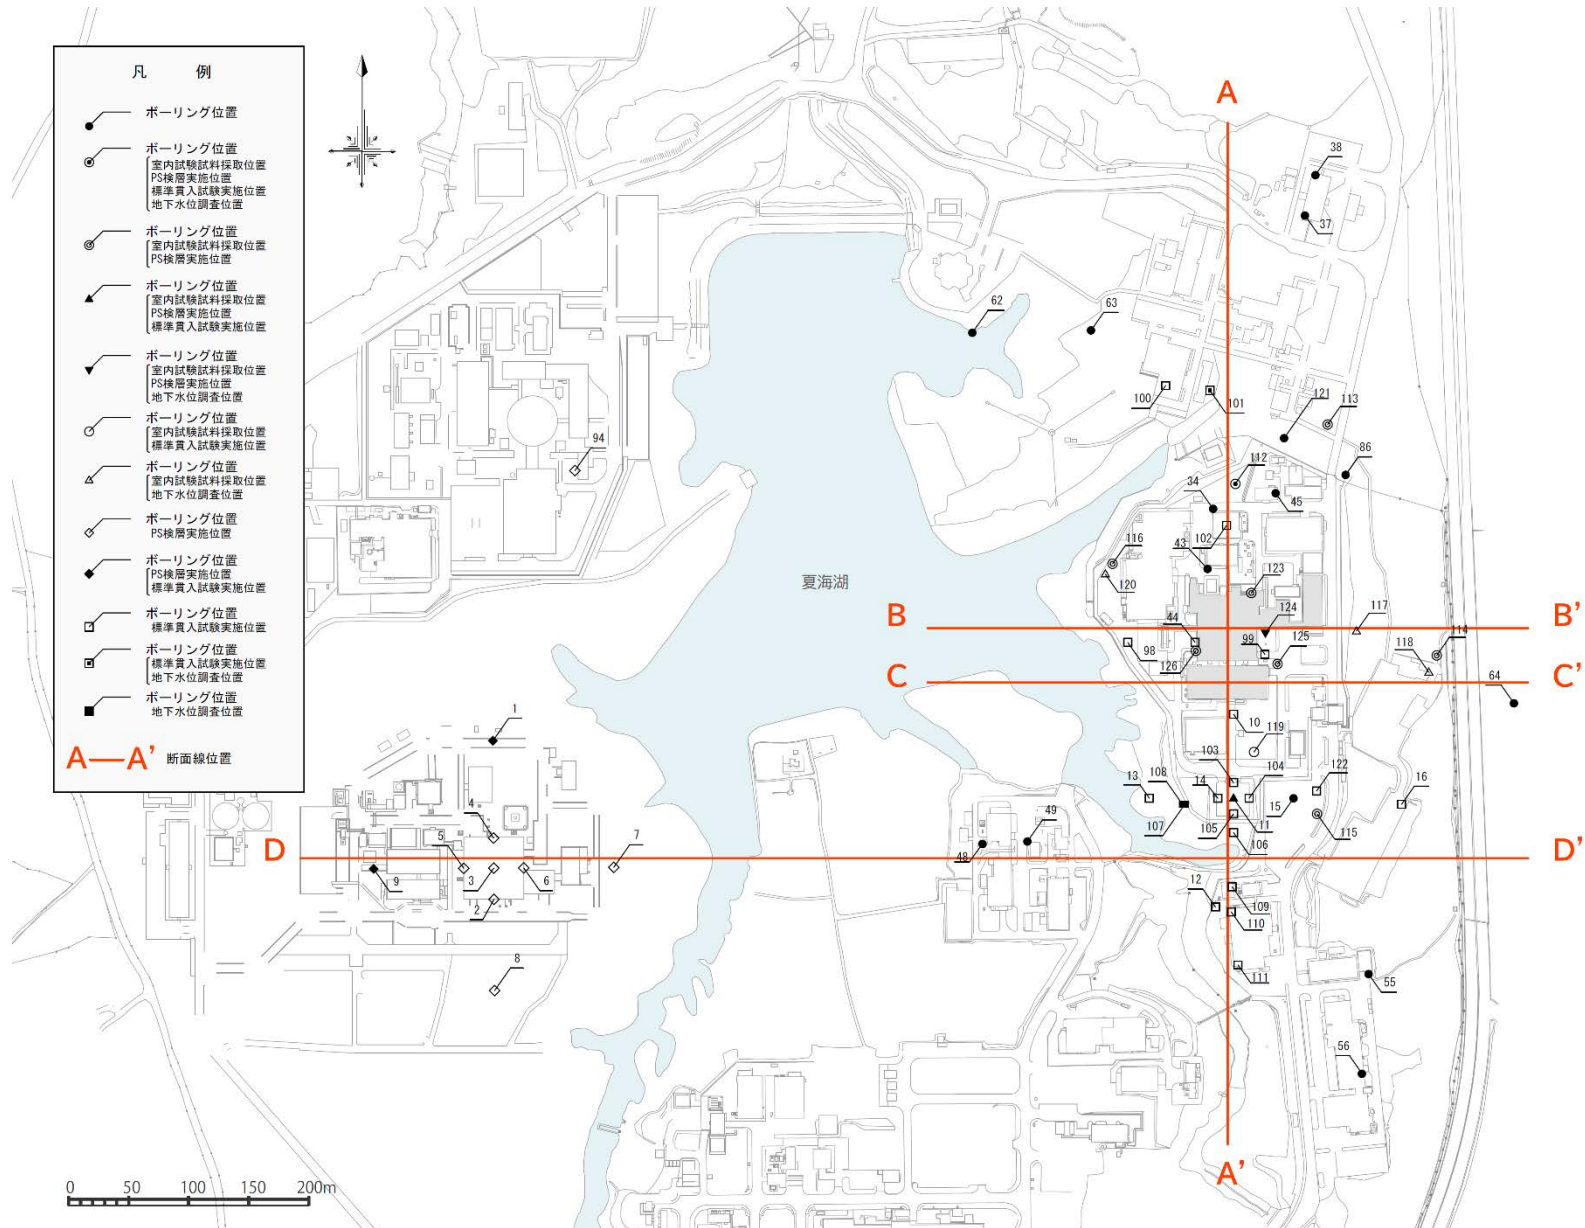 凡 例
ボーリング位置
ボーリング位置
室内試験試料採取位置
PS検層実施位置
標準貫入試験実施位置
地下水位調査位置
ボーリング位置
室内試験試料採取位置
PS検層実施位置
ボーリング位置
室内試験試料採取位置
PS検層実施位置
標準貫入試験実施位置
ボーリング位置
室内試験試料採取位置
PS検層実施位置
地下水位調査位置
ボーリング位置
室内試験試料採取位置
標準貫入試験実施位置
ボーリング位置
室内試験試料採取位置
地下水位調査位置
ボーリング位置
PS検層実施位置
ボーリング位置
PS検層実施位置
標準貫入試験実施位置
ボーリング位置
標準貫入試験実施位置
ボーリング位置
標準貫入試験実施位置
地下水位調査位置
ボーリング位置
地下水位調査位置
A—A' 断面線位置
A
38
37
62
63
100
101
121
113
94
86
112
34
45
102
43
116
120
夏海湖
123
124
B
B'
117
44
98
99
125
126
118
114
C
C'
64
10
119
1
103
104
122
13
108
14
16
107
105
11
15
115
106
4
5
7
49
48
D
D'
3
6
9
2
12
109
110
8
111
55
56
A'
0 50 100 150 200m